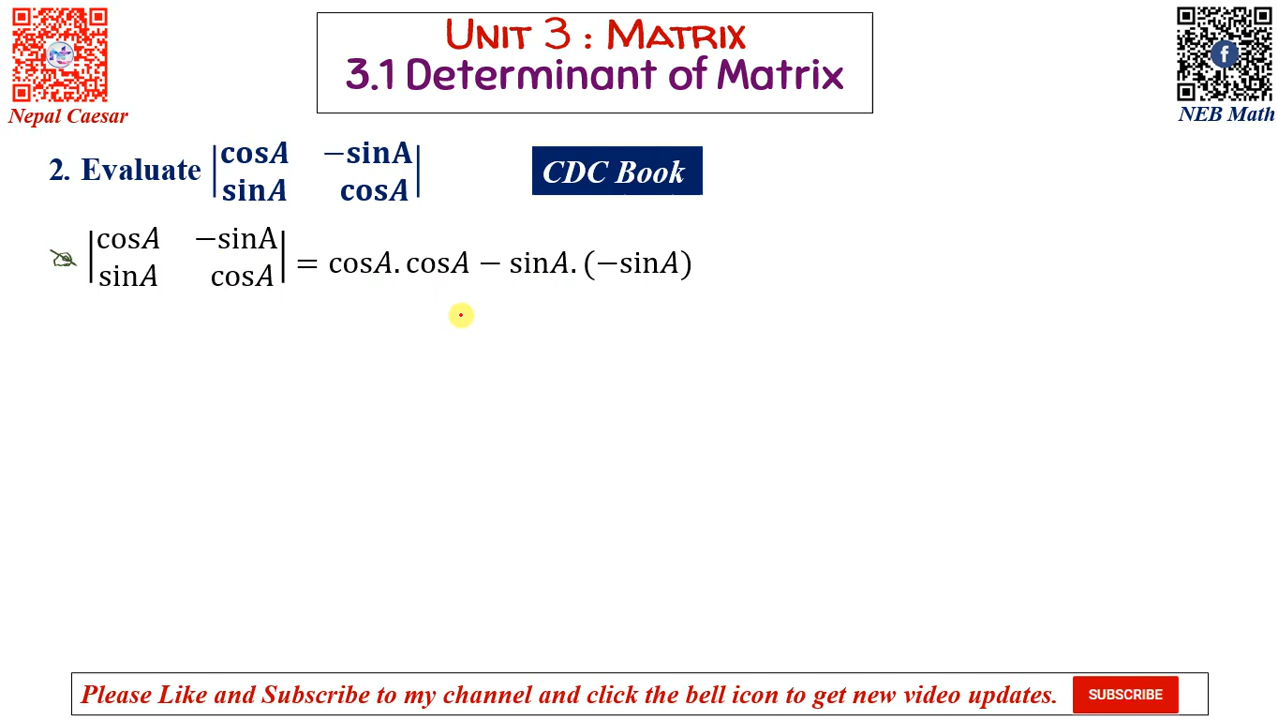 Unit 3 : Matrix
3.1 Determinant of Matrix
Nepal Caesar
NEB Math
2. Evaluate |cosA −sinA|
|sinA cosA|
CDC Book
|cosA −sinA|
|sinA cosA| = cosA. cosA − sinA. (−sinA)
Please Like and Subscribe to my channel and click the bell icon to get new video updates.
SUBSCRIBE